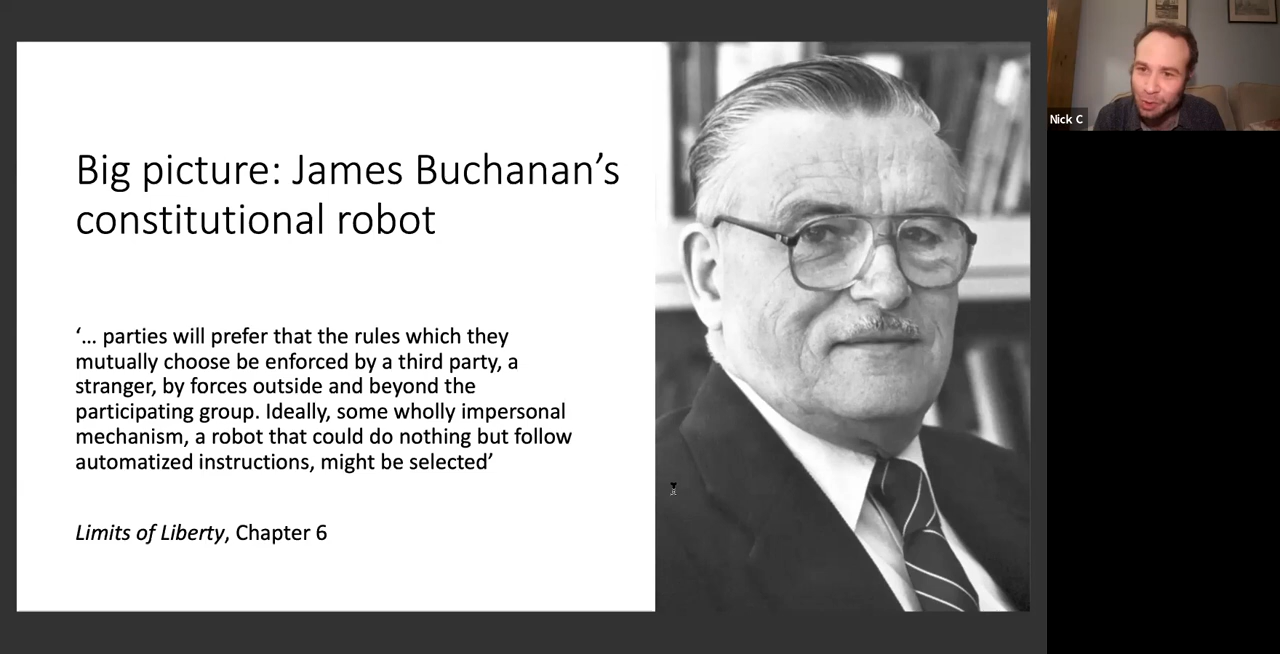 Big picture: James Buchanan’s
constitutional robot
‘… parties will prefer that the rules which they
mutually choose be enforced by a third party, a
stranger, by forces outside and beyond the
participating group. Ideally, some wholly impersonal
mechanism, a robot that could do nothing but follow
automatized instructions, might be selected’
Limits of Liberty, Chapter 6
Nick C